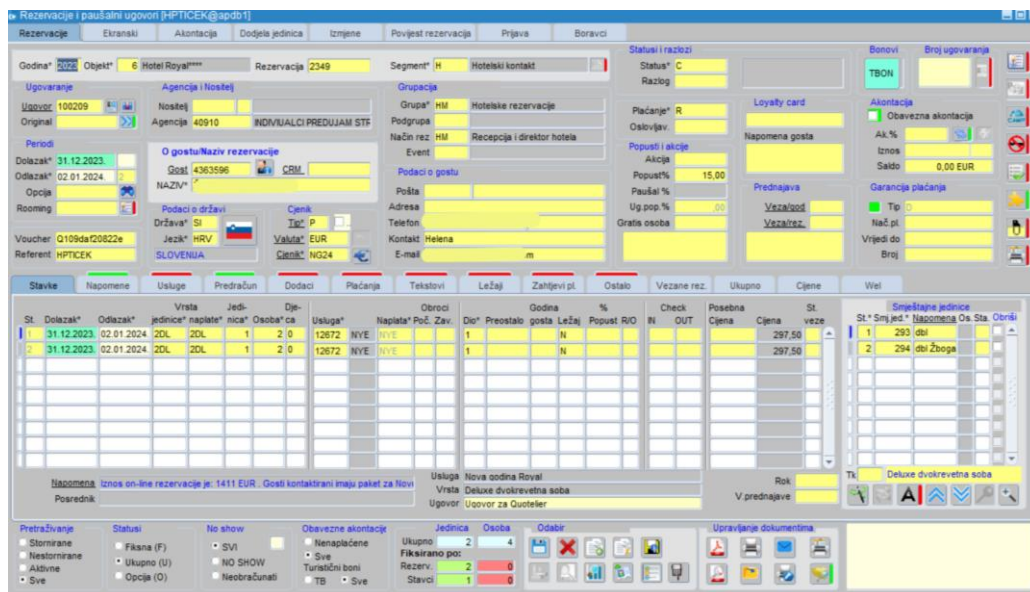 Rezervacije i paušalni ugovori [HPTICEK@apdb1]
Rezervacije Ekranski Akontacija Dodjela jedinica Izmjene Povijest rezervacija Prijava Boravci
Godina* 2023 Objekt* 6 Hotel Royal**** Rezervacija 2349 Segment* H Hotelski kontakt
Statusi i razlozi
Status* C
Razlog
Bonovi
TBON
Broj ugovaranja
Ugovaranje
Ugovor 100209
Original
Agencija i Nositelj
Nositelj
Agencija 40910 INDIVIUALCI PREDUJAM STF
Grupacija
Grupa* HM Hotelske rezervacije
Podgrupa
Način rez HM Recepcija i direktor hotela
Event
Plaćanje* R
Oslovljav.
Loyalty card
Napomena gosta
Akontacija
Obavezna akontacija
Ak.%
Iznos
Saldo 0,00 EUR
Periodi
Dolazak* 31.12.2023.
Odlazak* 02.01.2024. 2
Opcija
Rooming
O gostu/Naziv rezervacije
Gost 4363596 CRM
NAZIV*
Popusti i akcije
Akcija
Popust% 15,00
Paušal %
Ug.pop.% ,00
Gratis osoba
Podaci o gostu
Pošta
Adresa
Telefon
Kontakt Helena
E-mail .m
Prednajava
Veza/god
Veza/rez.
Garancija plaćanja
Tip O
Nač.pl.
Vrijedi do
Broj
Podaci o državi
Država* SI
Jezik* HRV
SLOVENIJA
Cjenik
Tip* P
Valuta* EUR
Cjenik* NG24
Voucher Q109daf20822e
Referent HPTICEK
Stavke Napomene Usluge Predračun Dodaci Plaćanja Tekstovi Ležaji Zahtjevi pl. Ostalo Vezane rez. Ukupno Cijene Wel
Vrsta Jedi- Dje- Obroci Godina % Check Posebna St.
St. Dolazak* Odlazak* jedinice* naplate* nica* Osoba* ca Usluga* Naplata* Poč. Zav. Dio* Preostalo gosta Ležaj Popust R/O IN OUT Cijena Cijena veze
1 31.12.2023. 02.01.2024. 2DL 2DL 1 2 0 12672 NYE NYE 1 N 297,50
2 31.12.2023. 02.01.2024. 2DL 2DL 1 2 0 12672 NYE NYE 1 N 297,50
Smještajne jedinice
St.* Smj.jed.* Napomena Os. Sta. Obriši
1 293 dbl
2 294 dbl Žboga
Napomena Iznos on-line rezervacije je: 1411 EUR . Gosti kontaktirani imaju paket za Novi
Posrednik
Usluga Nova godina Royal
Vrsta Deluxe dvokrevetna soba
Ugovor Ugovor za Quotelier
Rok
V.prednajave
Tk Deluxe dvokrevetna soba
Pretraživanje
Stornirane
Nestornirane
Aktivne
Sve
Statusi
Fiksna (F)
Ukupno (U)
Opcija (O)
No show
SVI
NO SHOW
Neobračunati
Obavezne akontacije
Nenaplaćene
Sve
Turistični boni
TB Sve
Jedinica Osoba
Ukupno 2 4
Fiksirano po:
Rezerv. 2 0
Stavci 1 0
Odabir
Upravljanje dokumentima